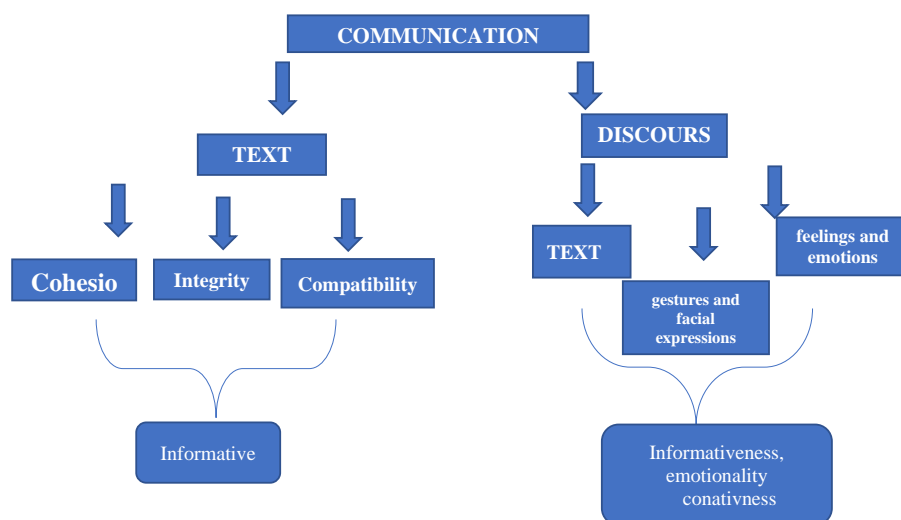 COMMUNICATION
TEXT
DISCOURS
Cohesio
Integrity
Compatibility
TEXT
gestures and
facial
expressions
feelings and
emotions
Informative
Informativeness,
emotionality
conativness